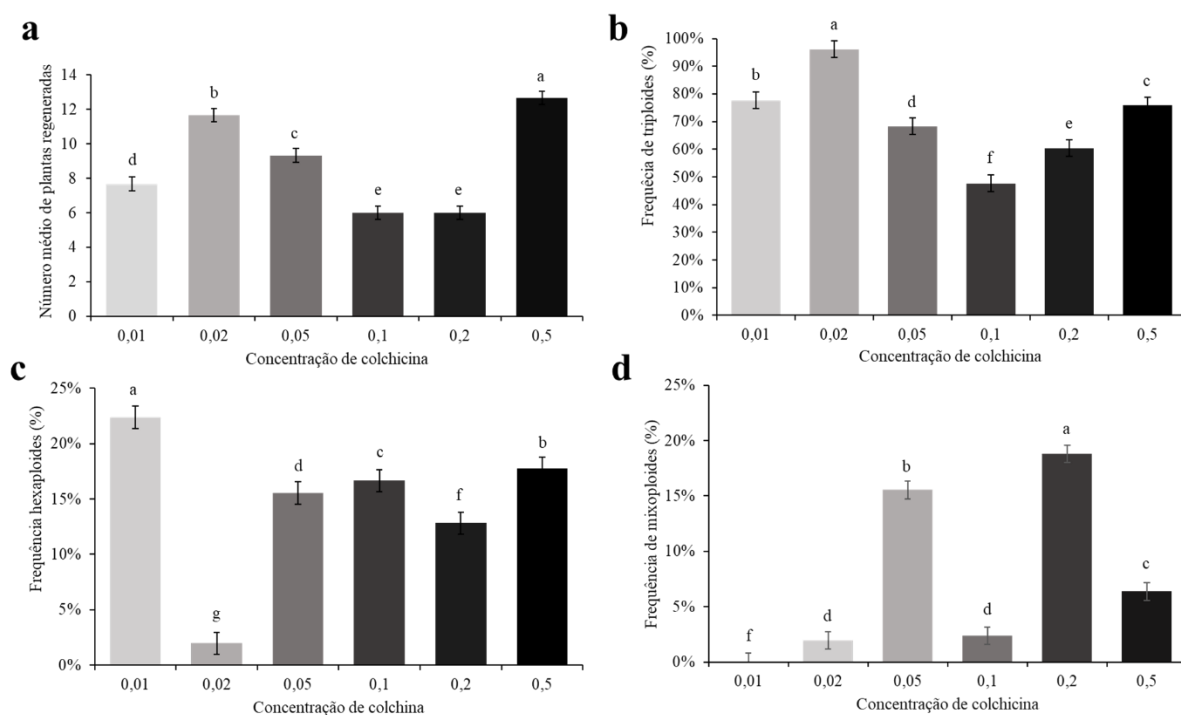 a
Número médio de plantas regeneradas
14
12
10
8
6
4
2
0
d
b
c
e
e
a
0,01 0,02 0,05 0,1 0,2 0,5
Concentração de colchicina
b
Frequêcia de triploides (%)
100%
90%
80%
70%
60%
50%
40%
30%
20%
10%
0%
b
a
d
f
e
c
0,01 0,02 0,05 0,1 0,2 0,5
Concentração de colchicina
c
Frequência hexaploides (%)
25%
20%
15%
10%
5%
0%
a
g
d
c
f
b
0,01 0,02 0,05 0,1 0,2 0,5
Concentração de colchina
d
Frequência de mixoploides (%)
25%
20%
15%
10%
5%
0%
f
d
b
d
a
c
0,01 0,02 0,05 0,1 0,2 0,5
Concentração de colchicina